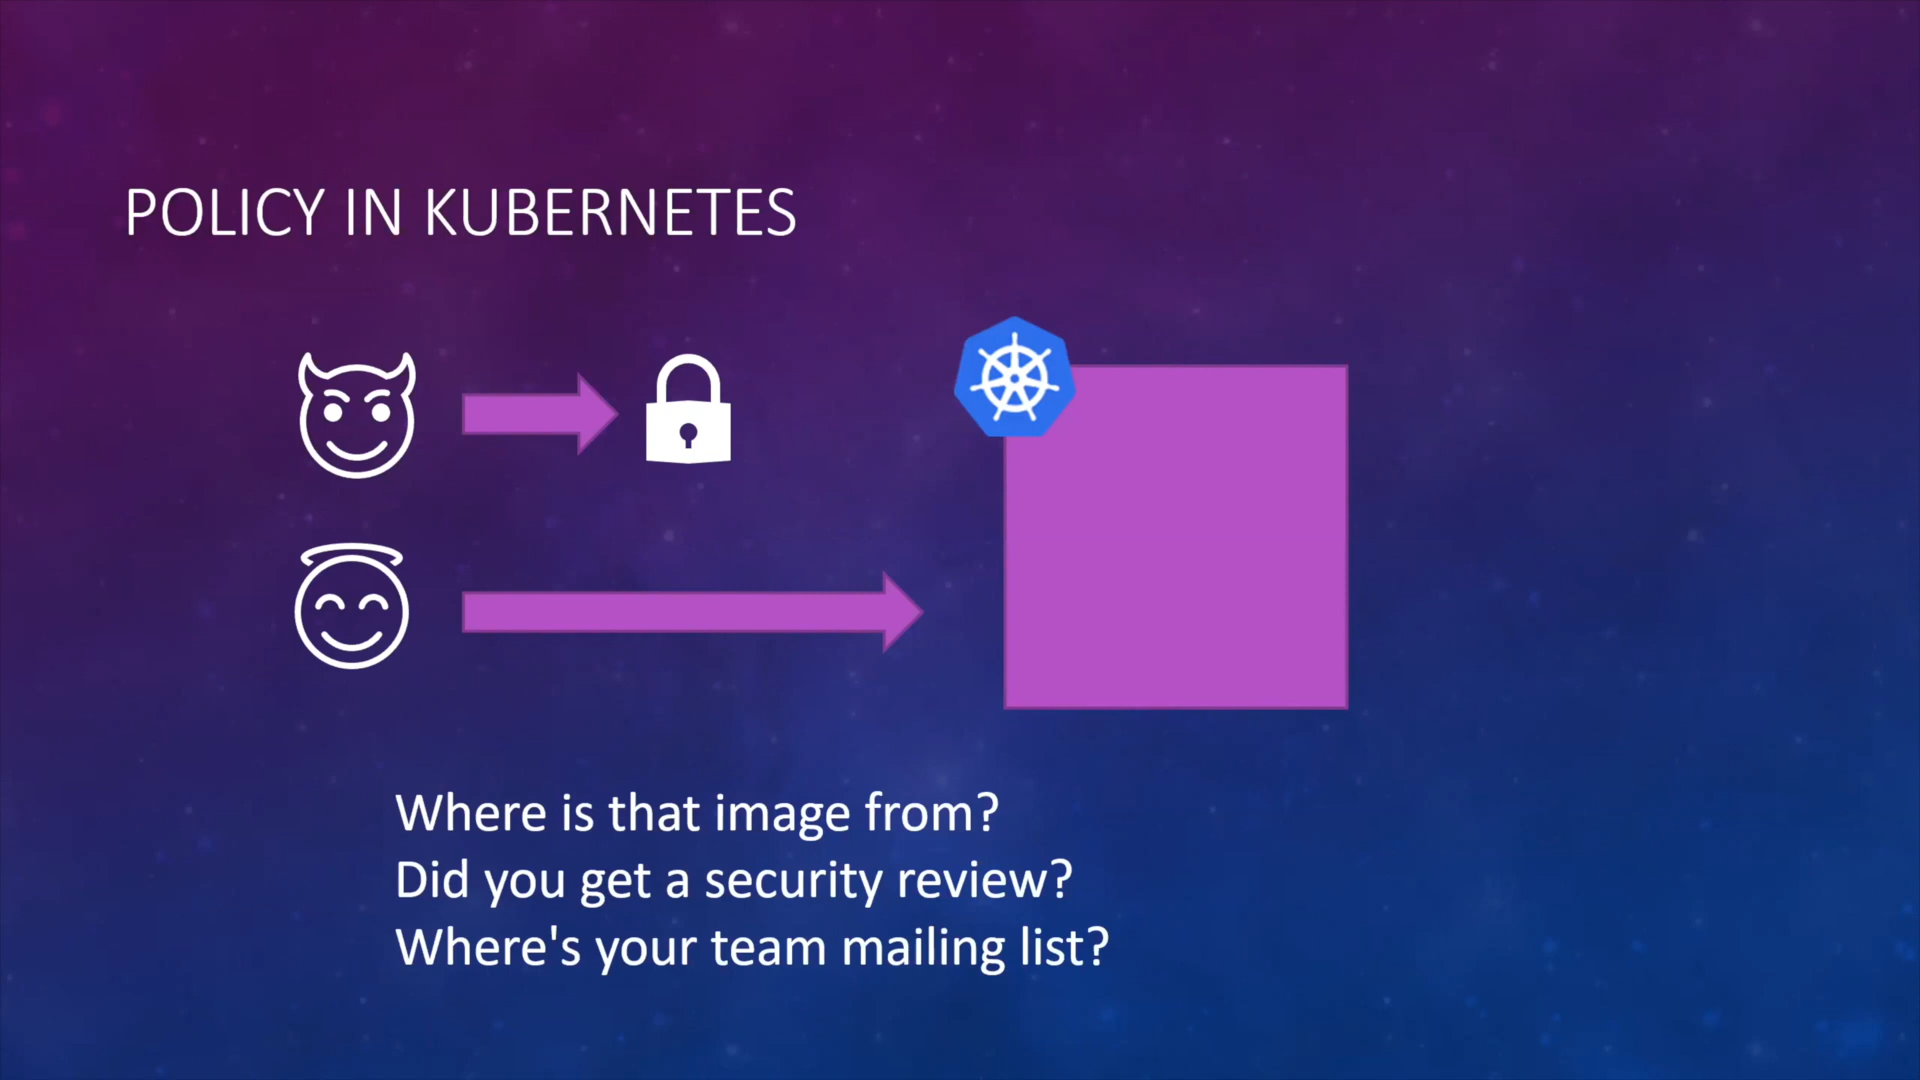 POLICY IN KUBERNETES
Where is that image from?
Did you get a security review?
Where's your team mailing list?